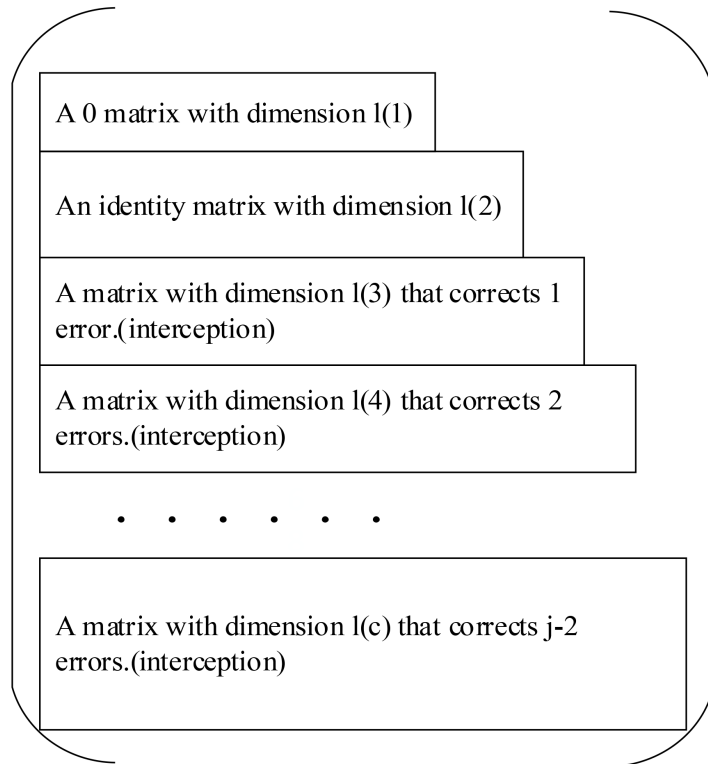 A 0 matrix with dimension l(1)
An identity matrix with dimension l(2)
A matrix with dimension l(3) that corrects 1
error.(interception)
A matrix with dimension l(4) that corrects 2
errors.(interception)
. . . . . .
A matrix with dimension l(c) that corrects j-2
errors.(interception)